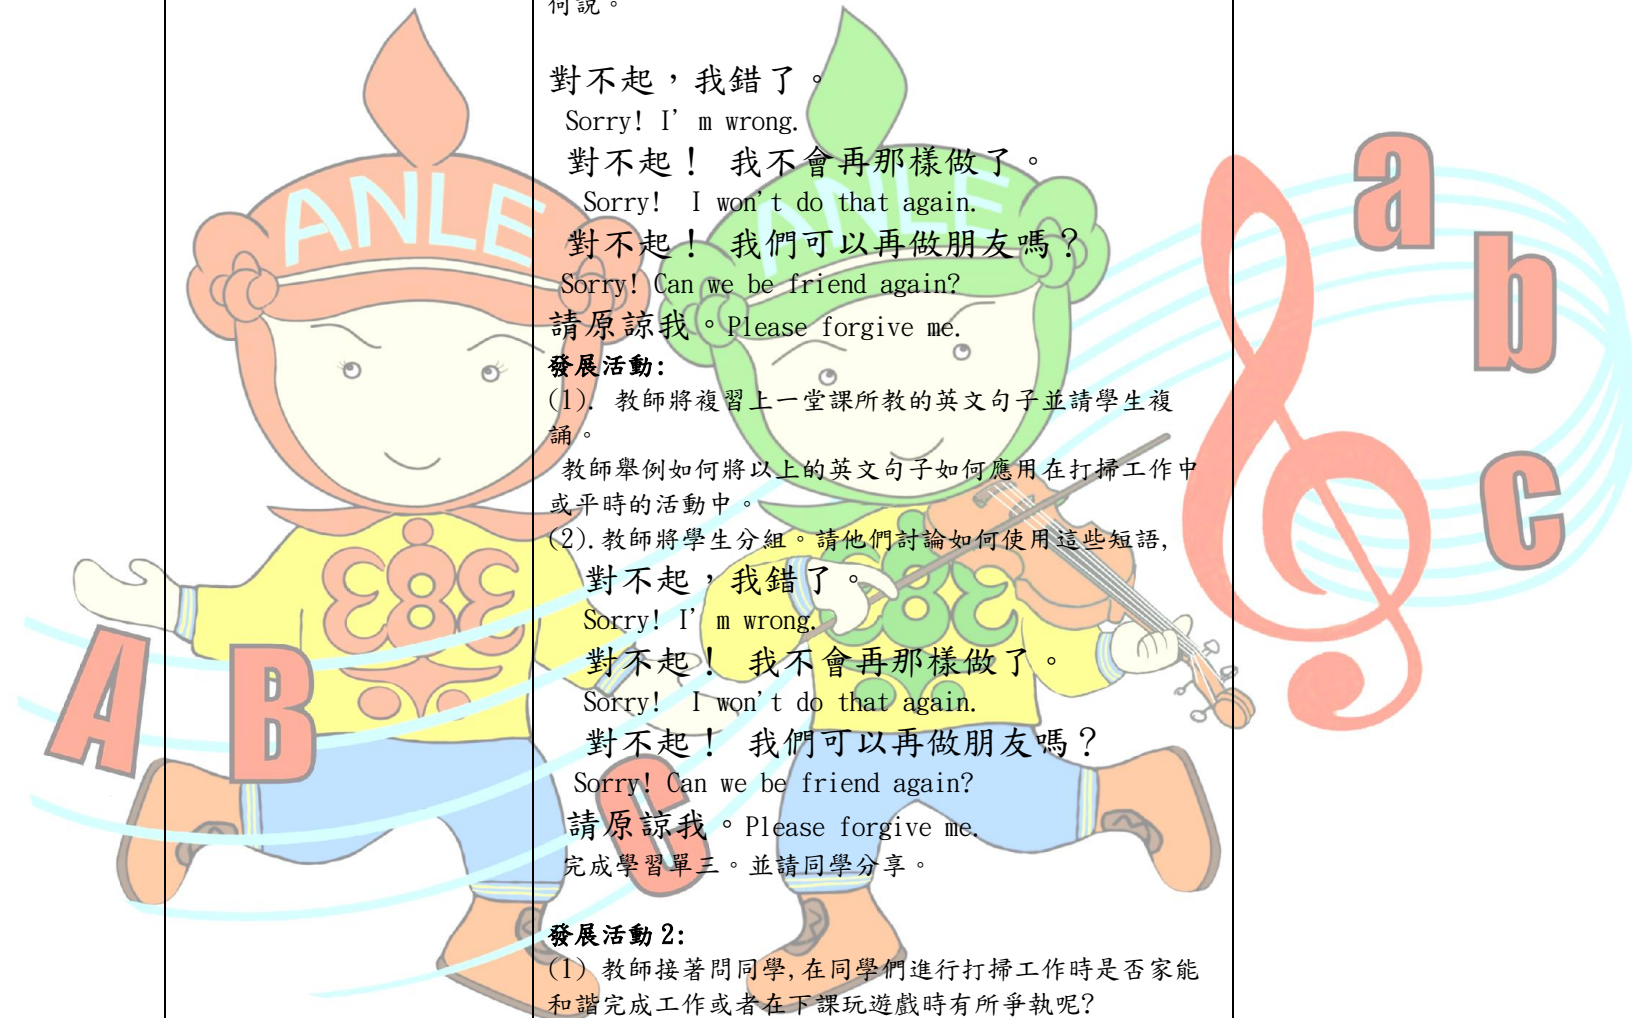 何說。
對不起，我錯了。
Sorry! I'm wrong.
對不起！ 我不會再那樣做了。
Sorry! I won't do that again.
對不起！ 我們可以再做朋友嗎？
Sorry! Can we be friend again?
請原諒我。Please forgive me.
發展活動:
(1). 教師將複習上一堂課所教的英文句子並請學生複
誦。
教師舉例如何將以上的英文句子如何應用在打掃工作中
或平時的活動中。
(2).教師將學生分組。請他們討論如何使用這些短語,
對不起，我錯了。
Sorry! I'm wrong.
對不起！ 我不會再那樣做了。
Sorry! I won't do that again.
對不起！ 我們可以再做朋友嗎？
Sorry! Can we be friend again?
請原諒我。Please forgive me.
完成學習單三。並請同學分享。
發展活動 2:
(1) 教師接著問同學,在同學們進行打掃工作時是否家能
和諧完成工作或者在下課玩遊戲時有所爭執呢?
ANLE
ANLE
A
B
C
a
b
c